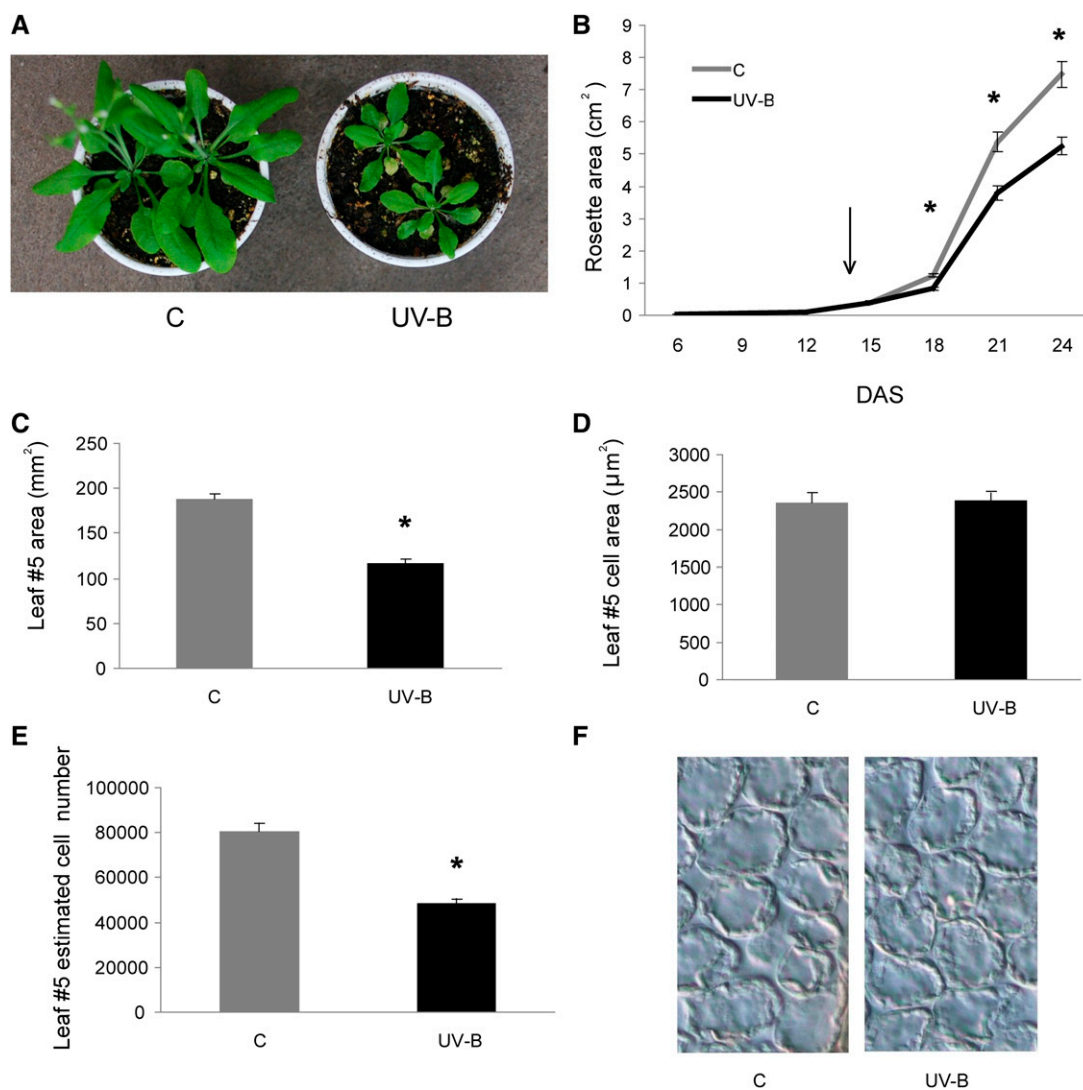 A
C
UV-B
B
Rosette area (cm²)
9
8
7
6
5
4
3
2
1
0
C
UV-B
*
*
*
6 9 12 15 18 21 24
DAS
C
Leaf #5 area (mm²)
250
200
150
100
50
0
*
C UV-B
D
Leaf #5 cell area (µm²)
3000
2500
2000
1500
1000
500
0
C UV-B
E
Leaf #5 estimated cell number
100000
80000
60000
40000
20000
0
*
C UV-B
F
C UV-B